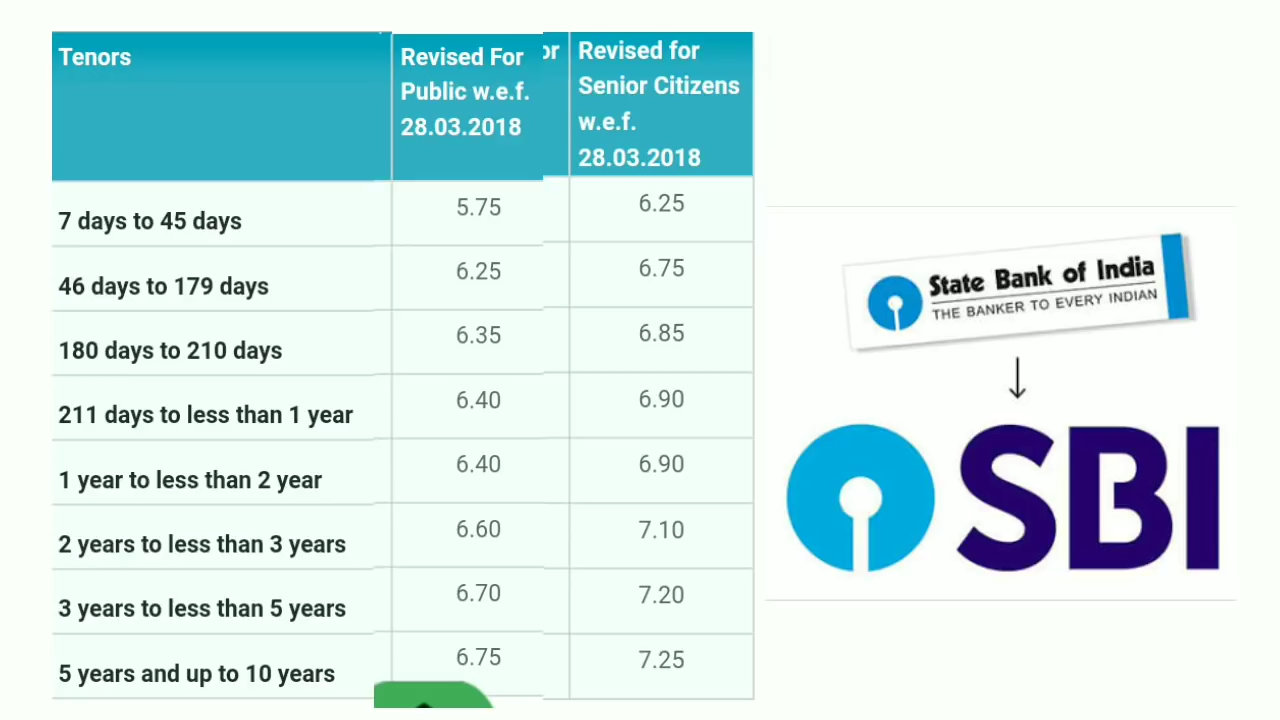 Tenors
Revised For
Public w.e.f.
28.03.2018
or
Revised for
Senior Citizens
w.e.f.
28.03.2018
7 days to 45 days 5.75 6.25
46 days to 179 days 6.25 6.75
180 days to 210 days 6.35 6.85
211 days to less than 1 year 6.40 6.90
1 year to less than 2 year 6.40 6.90
2 years to less than 3 years 6.60 7.10
3 years to less than 5 years 6.70 7.20
5 years and up to 10 years 6.75 7.25
State Bank of India
THE BANKER TO EVERY INDIAN
SBI